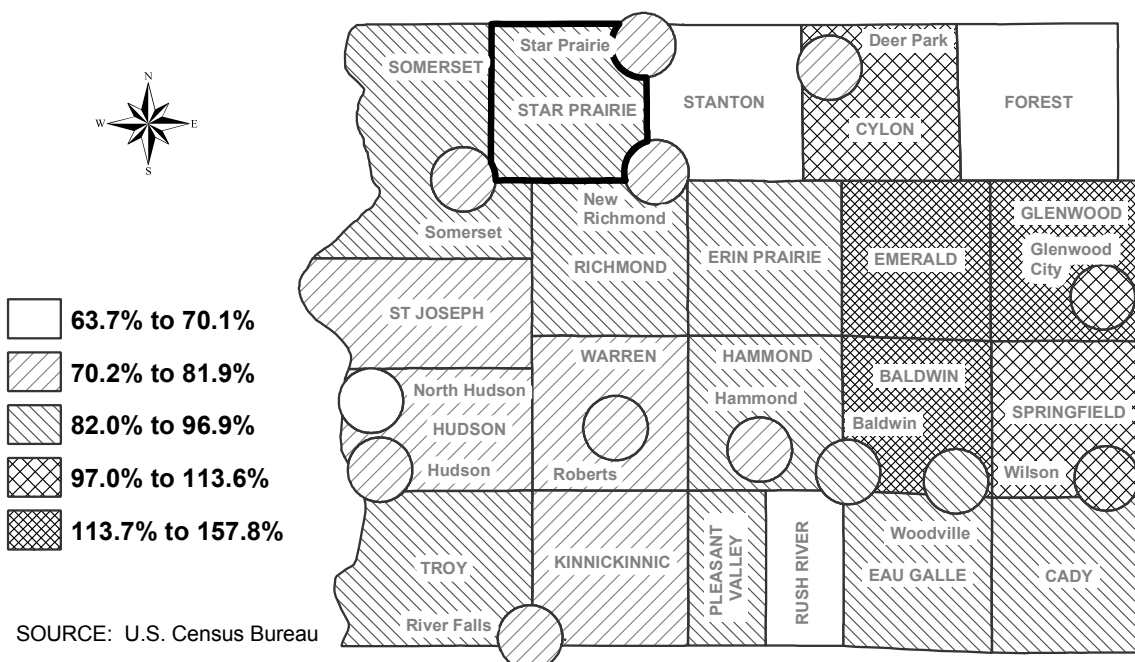 Star Prairie
Deer Park
SOMERSET
N
STAR PRAIRIE
STANTON
FOREST
W
E
CYLON
S
New
Richmond
GLENWOOD
Somerset
Glenwood
City
RICHMOND
ERIN PRAIRIE
EMERALD
ST JOSEPH
63.7% to 70.1%
70.2% to 81.9%
82.0% to 96.9%
97.0% to 113.6%
113.7% to 157.8%
WARREN
HAMMOND
BALDWIN
North Hudson
Hammond
SPRINGFIELD
HUDSON
Baldwin
Hudson
Roberts
Wilson
Woodville
TROY
KINNICKINNIC
PLEASANT
VALLEY
RUSH RIVER
EAU GALLE
CADY
River Falls
SOURCE: U.S. Census Bureau